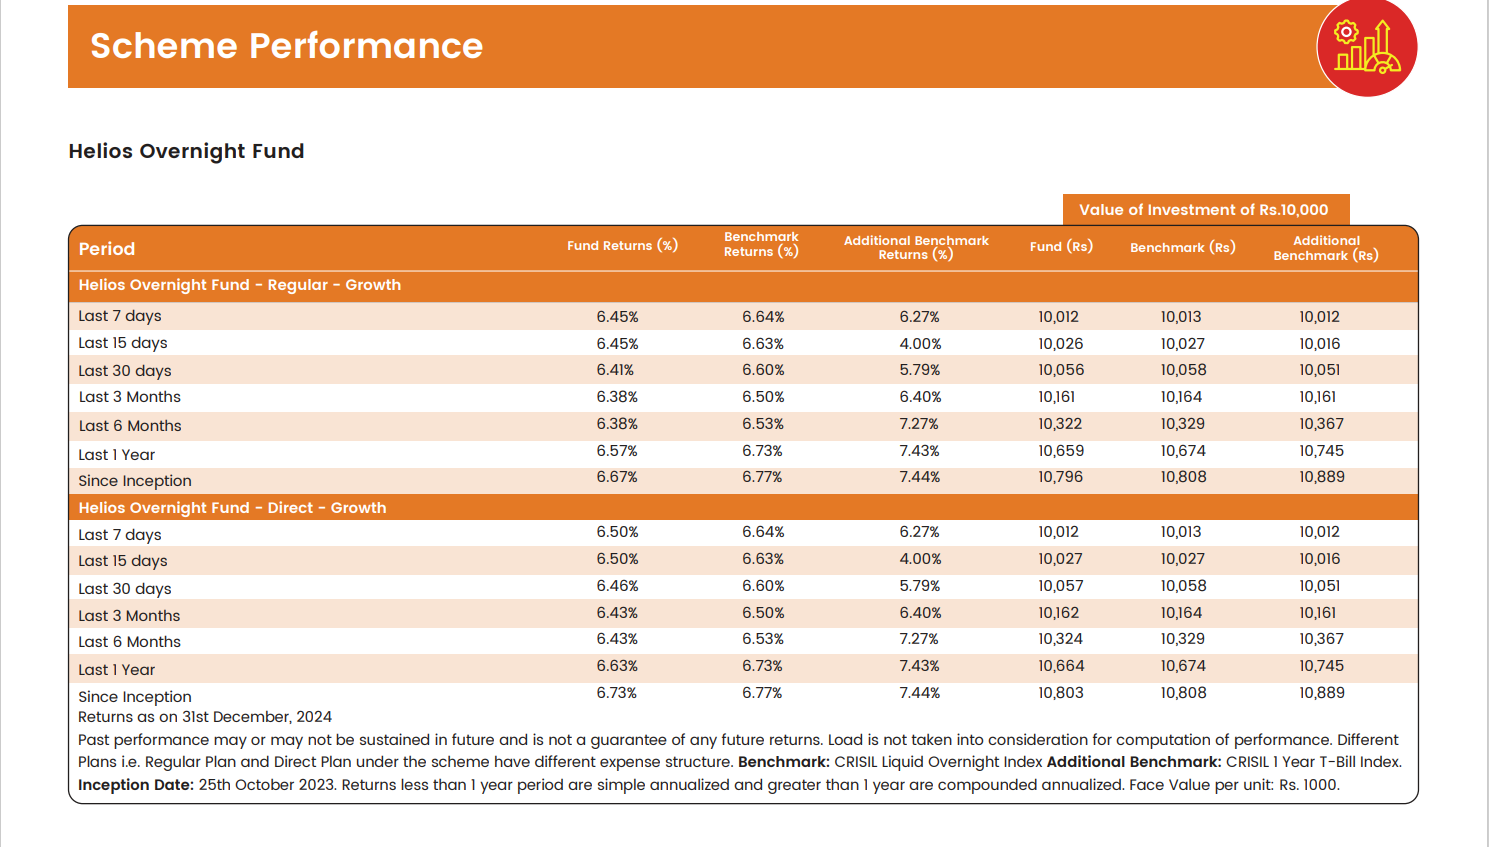 Scheme Performance
Helios Overnight Fund
Value of Investment of Rs.10,000
Period Fund Returns (%) Benchmark Returns (%) Additional Benchmark Returns (%) Fund (Rs) Benchmark (Rs) Additional Benchmark (Rs)
Helios Overnight Fund - Regular - Growth
Last 7 days 6.45% 6.64% 6.27% 10,012 10,013 10,012
Last 15 days 6.45% 6.63% 4.00% 10,026 10,027 10,016
Last 30 days 6.41% 6.60% 5.79% 10,056 10,058 10,051
Last 3 Months 6.38% 6.50% 6.40% 10,161 10,164 10,161
Last 6 Months 6.38% 6.53% 7.27% 10,322 10,329 10,367
Last 1 Year 6.57% 6.73% 7.43% 10,659 10,674 10,745
Since Inception 6.67% 6.77% 7.44% 10,796 10,808 10,889
Helios Overnight Fund - Direct - Growth
Last 7 days 6.50% 6.64% 6.27% 10,012 10,013 10,012
Last 15 days 6.50% 6.63% 4.00% 10,027 10,027 10,016
Last 30 days 6.46% 6.60% 5.79% 10,057 10,058 10,051
Last 3 Months 6.43% 6.50% 6.40% 10,162 10,164 10,161
Last 6 Months 6.43% 6.53% 7.27% 10,324 10,329 10,367
Last 1 Year 6.63% 6.73% 7.43% 10,664 10,674 10,745
Since Inception 6.73% 6.77% 7.44% 10,803 10,808 10,889
Returns as on 31st December, 2024
Past performance may or may not be sustained in future and is not a guarantee of any future returns. Load is not taken into consideration for computation of performance. Different
Plans i.e. Regular Plan and Direct Plan under the scheme have different expense structure. Benchmark: CRISIL Liquid Overnight Index Additional Benchmark: CRISIL 1 Year T-Bill Index.
Inception Date: 25th October 2023. Returns less than 1 year period are simple annualized and greater than 1 year are compounded annualized. Face Value per unit: Rs. 1000.